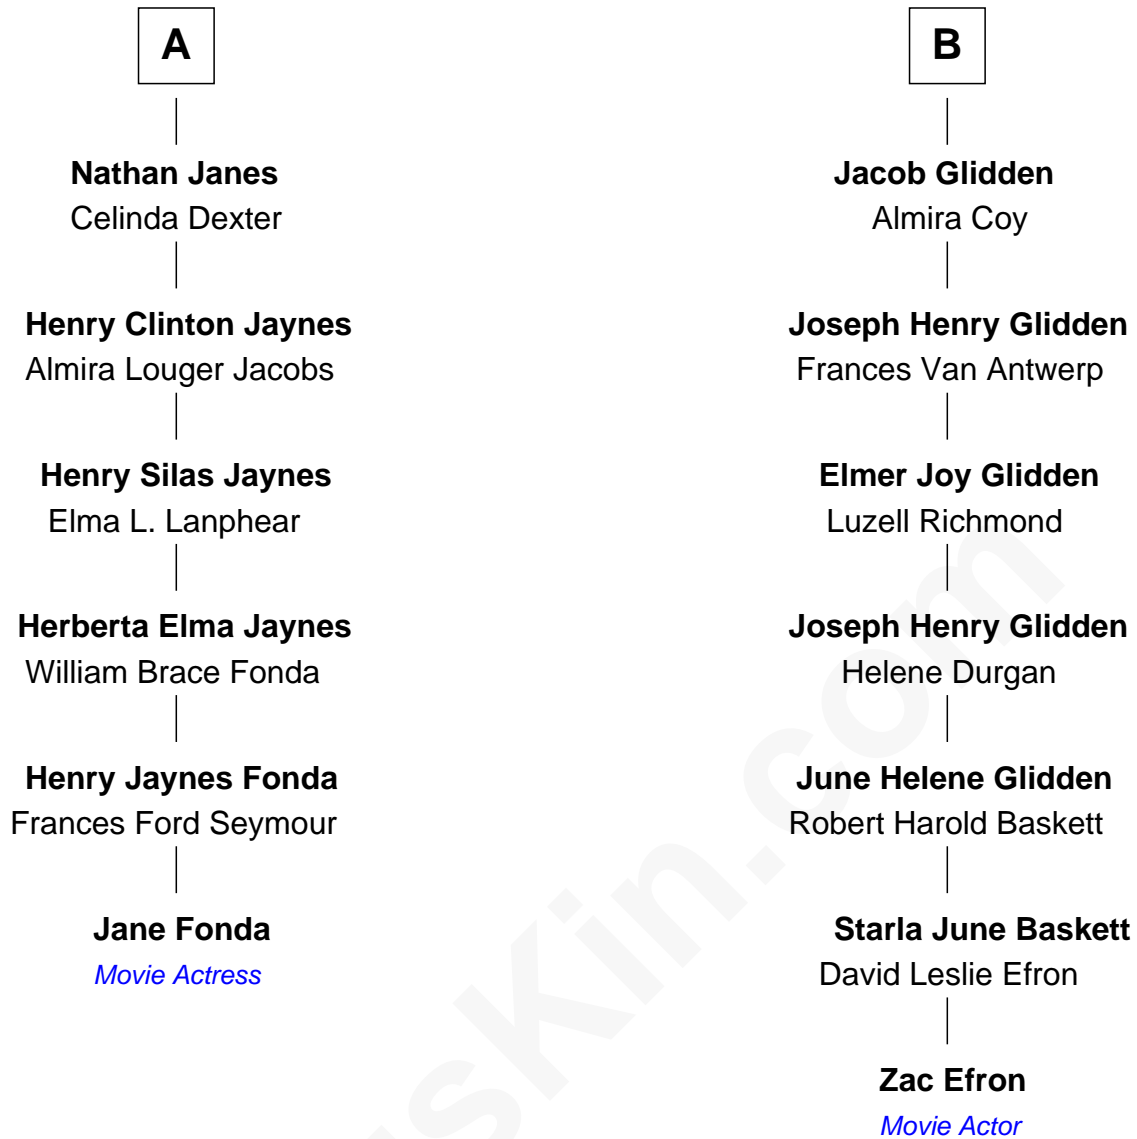 A
Nathan Janes
Celinda Dexter
Henry Clinton Jaynes
Almira Louger Jacobs
Henry Silas Jaynes
Elma L. Lanphear
Herberta Elma Jaynes
William Brace Fonda
Henry Jaynes Fonda
Frances Ford Seymour
Jane Fonda
Movie Actress
B
Jacob Glidden
Almira Coy
Joseph Henry Glidden
Frances Van Antwerp
Elmer Joy Glidden
Luzell Richmond
Joseph Henry Glidden
Helene Durgan
June Helene Glidden
Robert Harold Baskett
Starla June Baskett
David Leslie Efron
Zac Efron
Movie Actor
sKin.com